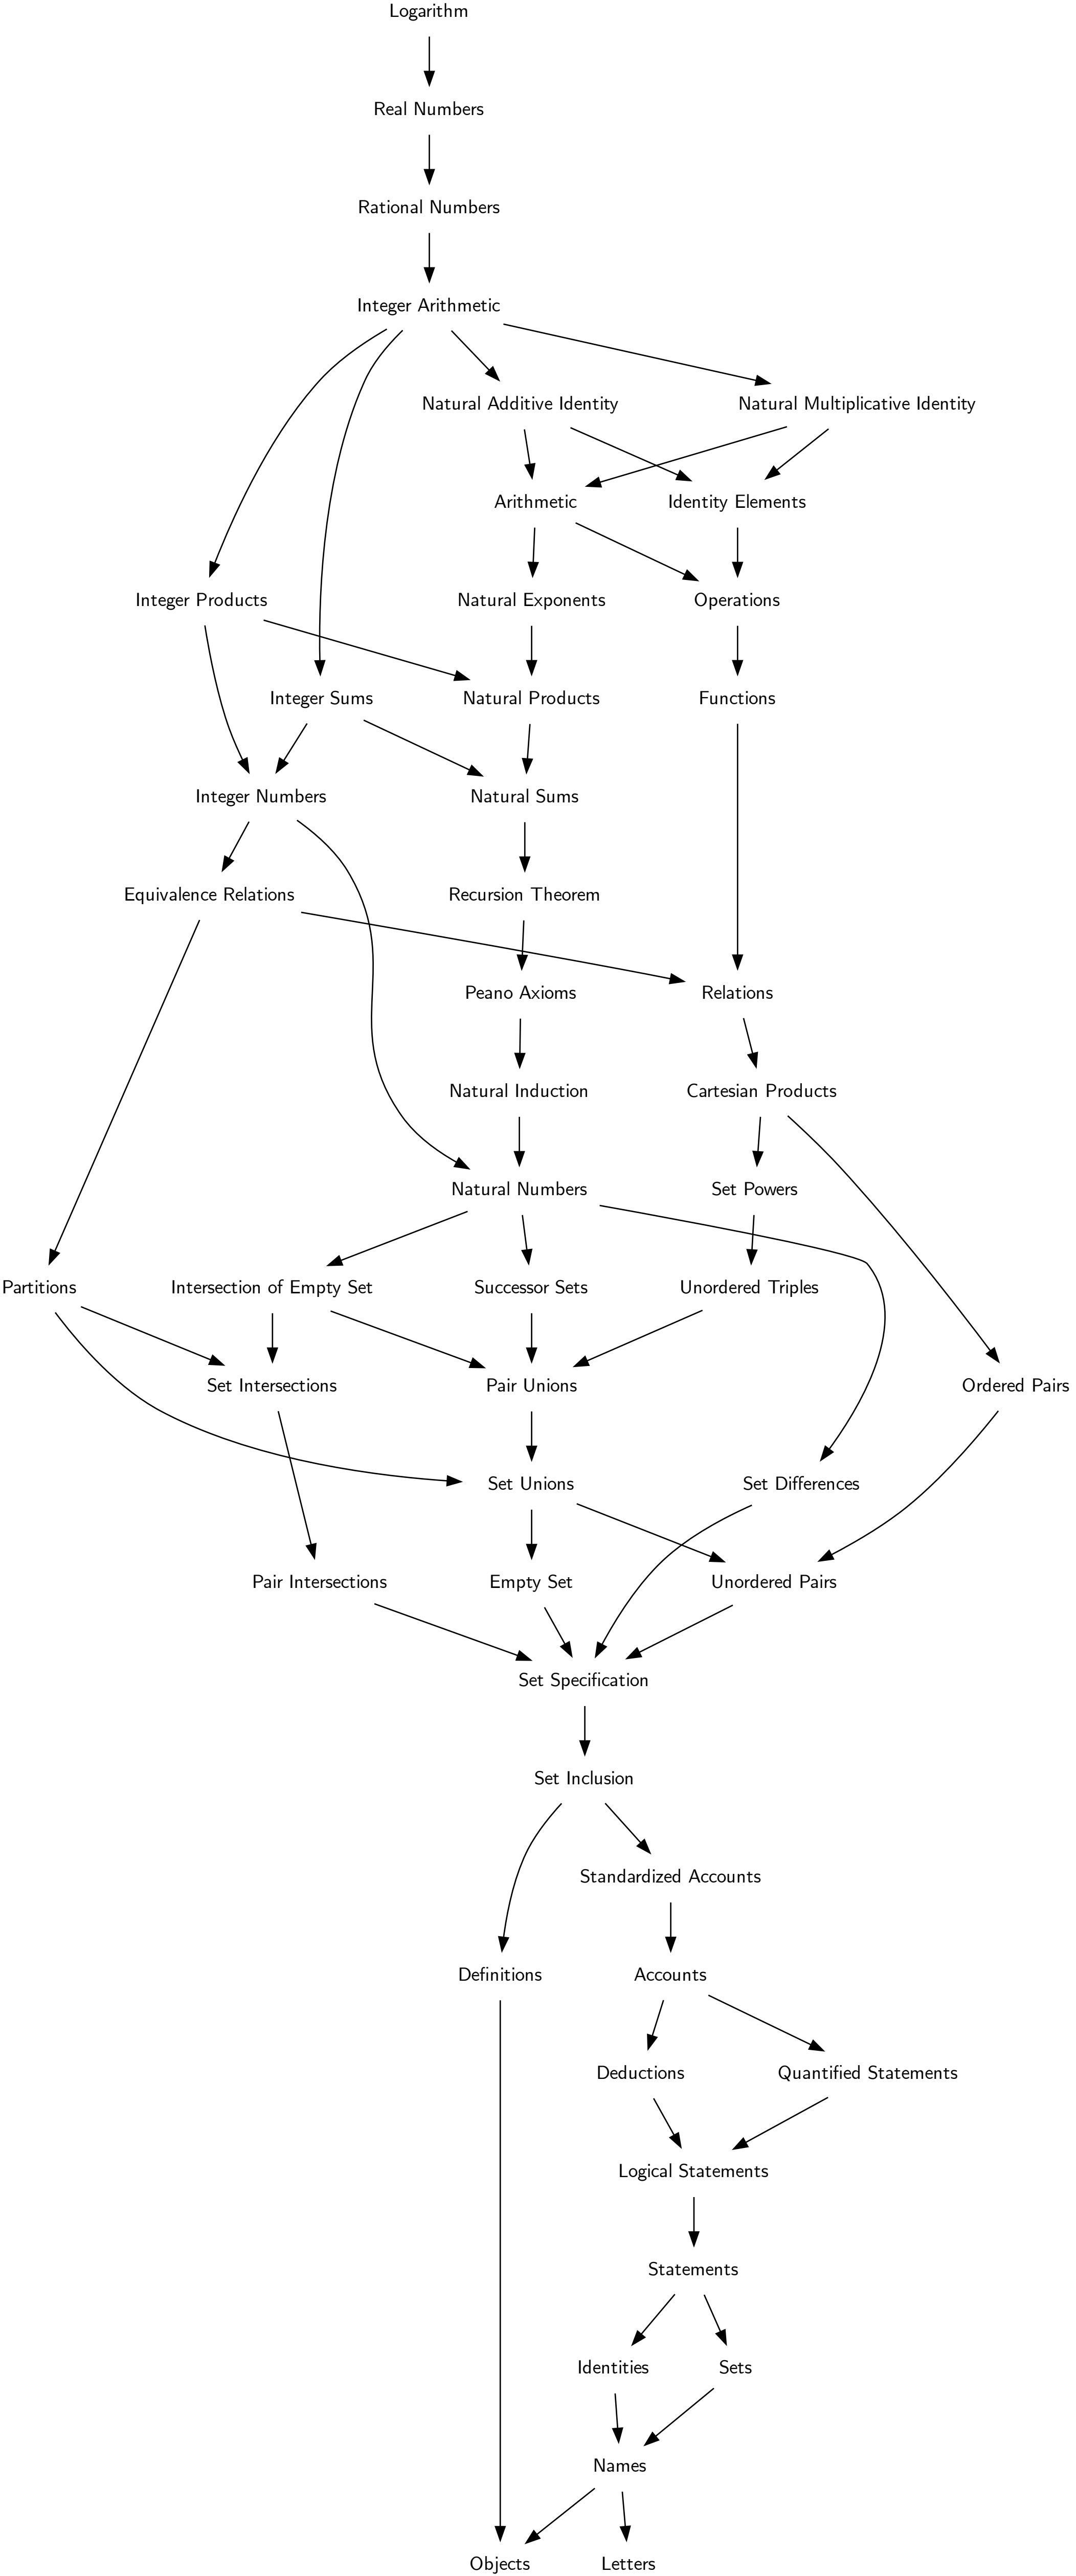 Logarithm
Real Numbers
Rational Numbers
Integer Arithmetic
Natural Additive Identity
Natural Multiplicative Identity
Arithmetic
Identity Elements
Integer Products
Natural Exponents
Operations
Integer Sums
Natural Products
Functions
Integer Numbers
Natural Sums
Equivalence Relations
Recursion Theorem
Peano Axioms
Relations
Natural Induction
Cartesian Products
Natural Numbers
Set Powers
Partitions
Intersection of Empty Set
Successor Sets
Unordered Triples
Set Intersections
Pair Unions
Ordered Pairs
Set Unions
Set Differences
Pair Intersections
Empty Set
Unordered Pairs
Set Specification
Set Inclusion
Standardized Accounts
Definitions
Accounts
Deductions
Quantified Statements
Logical Statements
Statements
Identities
Sets
Names
Objects
Letters